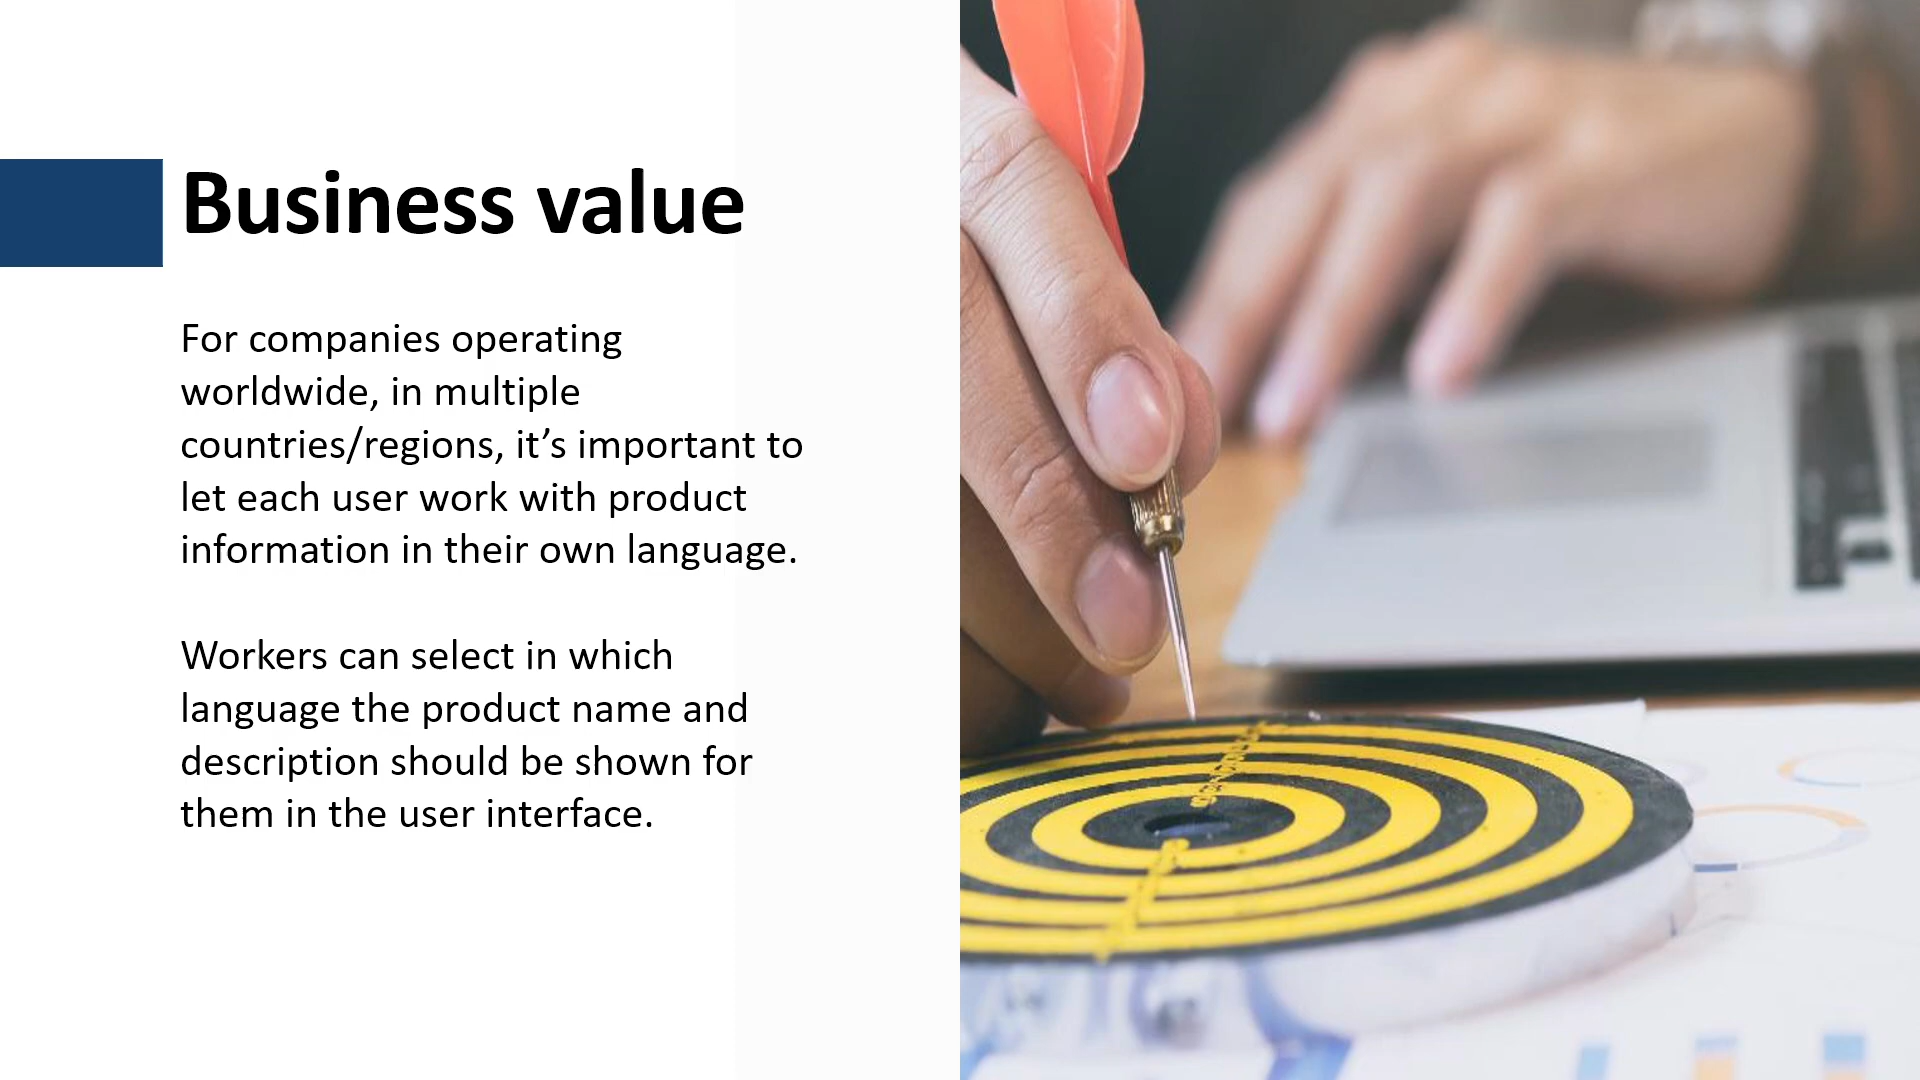 Business value
For companies operating
worldwide, in multiple
countries/regions, it’s important to
let each user work with product
information in their own language.
Workers can select in which
language the product name and
description should be shown for
them in the user interface.